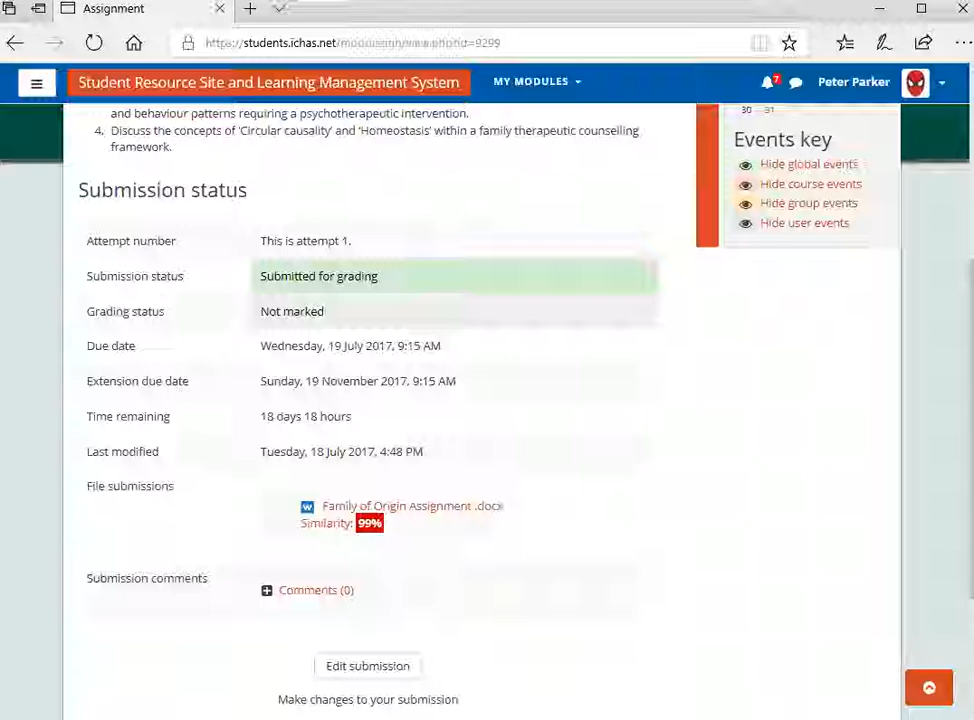 Assignment
https://students.ichas.net/
=9299
Student Resource Site and Learning Management System
MY MODULES
7
Peter Parker
and behaviour patterns requiring a psychotherapeutic intervention.
4. Discuss the concepts of 'Circular causality' and 'Homeostasis' within a family therapeutic counselling
framework.
30 31
Events key
Hide global events
Hide course events
Hide group events
Hide user events
Submission status
Attempt number This is attempt 1.
Submission status Submitted for grading
Grading status Not marked
Due date Wednesday, 19 July 2017, 9:15 AM
Extension due date Sunday, 19 November 2017, 9:15 AM
Time remaining 18 days 18 hours
Last modified Tuesday, 18 July 2017, 4:48 PM
File submissions
W Family of Origin Assignment .docx
Similarity: 99%
Submission comments
Comments (0)
Edit submission
Make changes to your submission